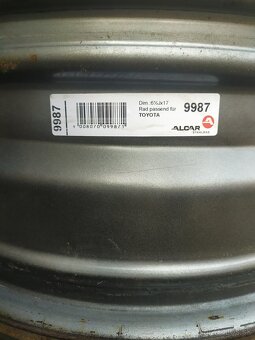 9987
Dim. 6½Jx17
Rad passend für
TOYOTA
9987
ALCAR